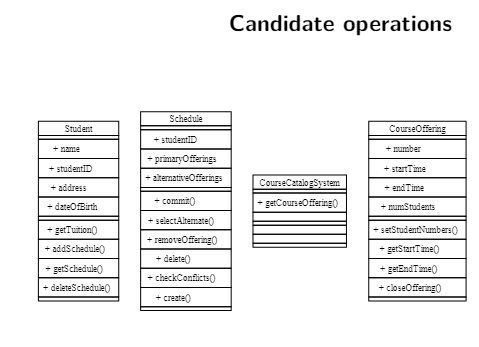 Candidate operations
Student
+ name
+ studentID
+ address
+ dateOfBirth
+ getTuition()
+ addSchedule()
+ getSchedule()
+ deleteSchedule()
Schedule
+ studentID
+ primaryOfferings
+ alternativeOfferings
+ commit()
+ selectAlternate()
+ removeOffering()
+ delete()
+ checkConflicts()
+ create()
CourseCatalogSystem
+ getCourseOffering()
CourseOffering
+ number
+ startTime
+ endTime
+ numStudents
+ setStudentNumbers()
+ getStartTime()
+ getEndTime()
+ closeOffering()